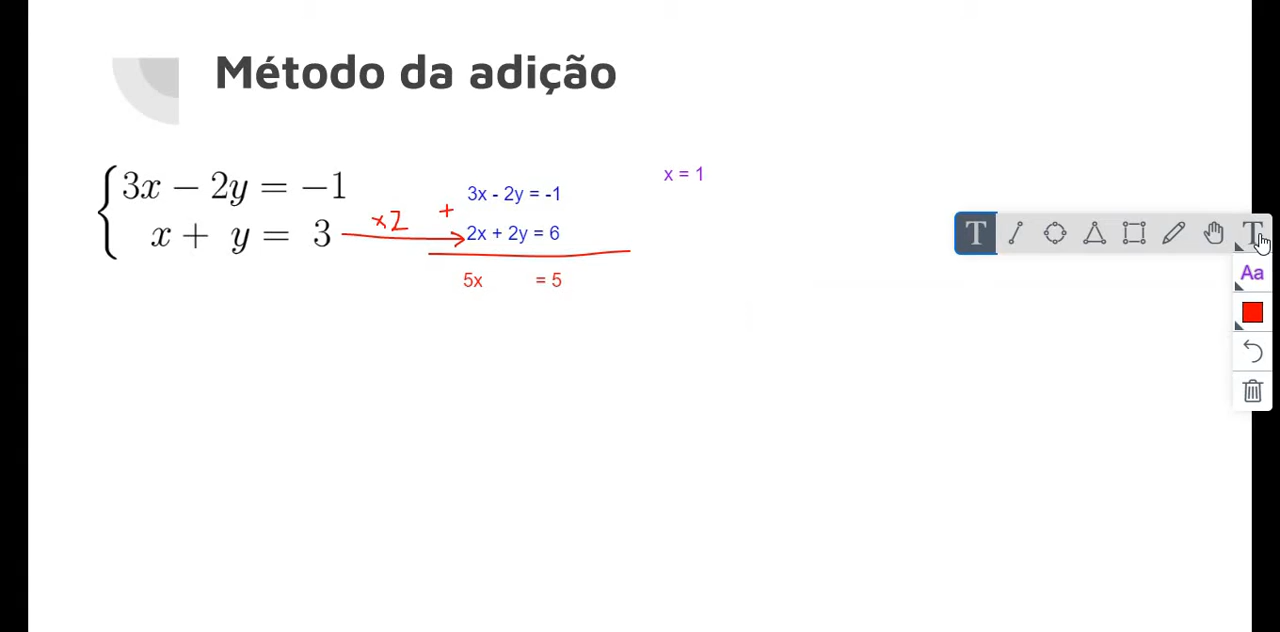 Método da adição
3x − 2y = −1
x + y = 3
×2
+
3x - 2y = -1
2x + 2y = 6
5x = 5
x = 1
T
T
Aa